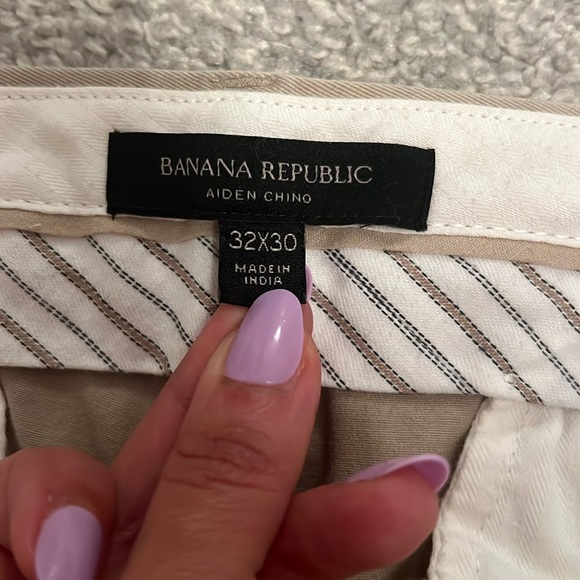 BANANA REPUBLIC
AIDEN CHINO
32X30
MADE IN
INDIA